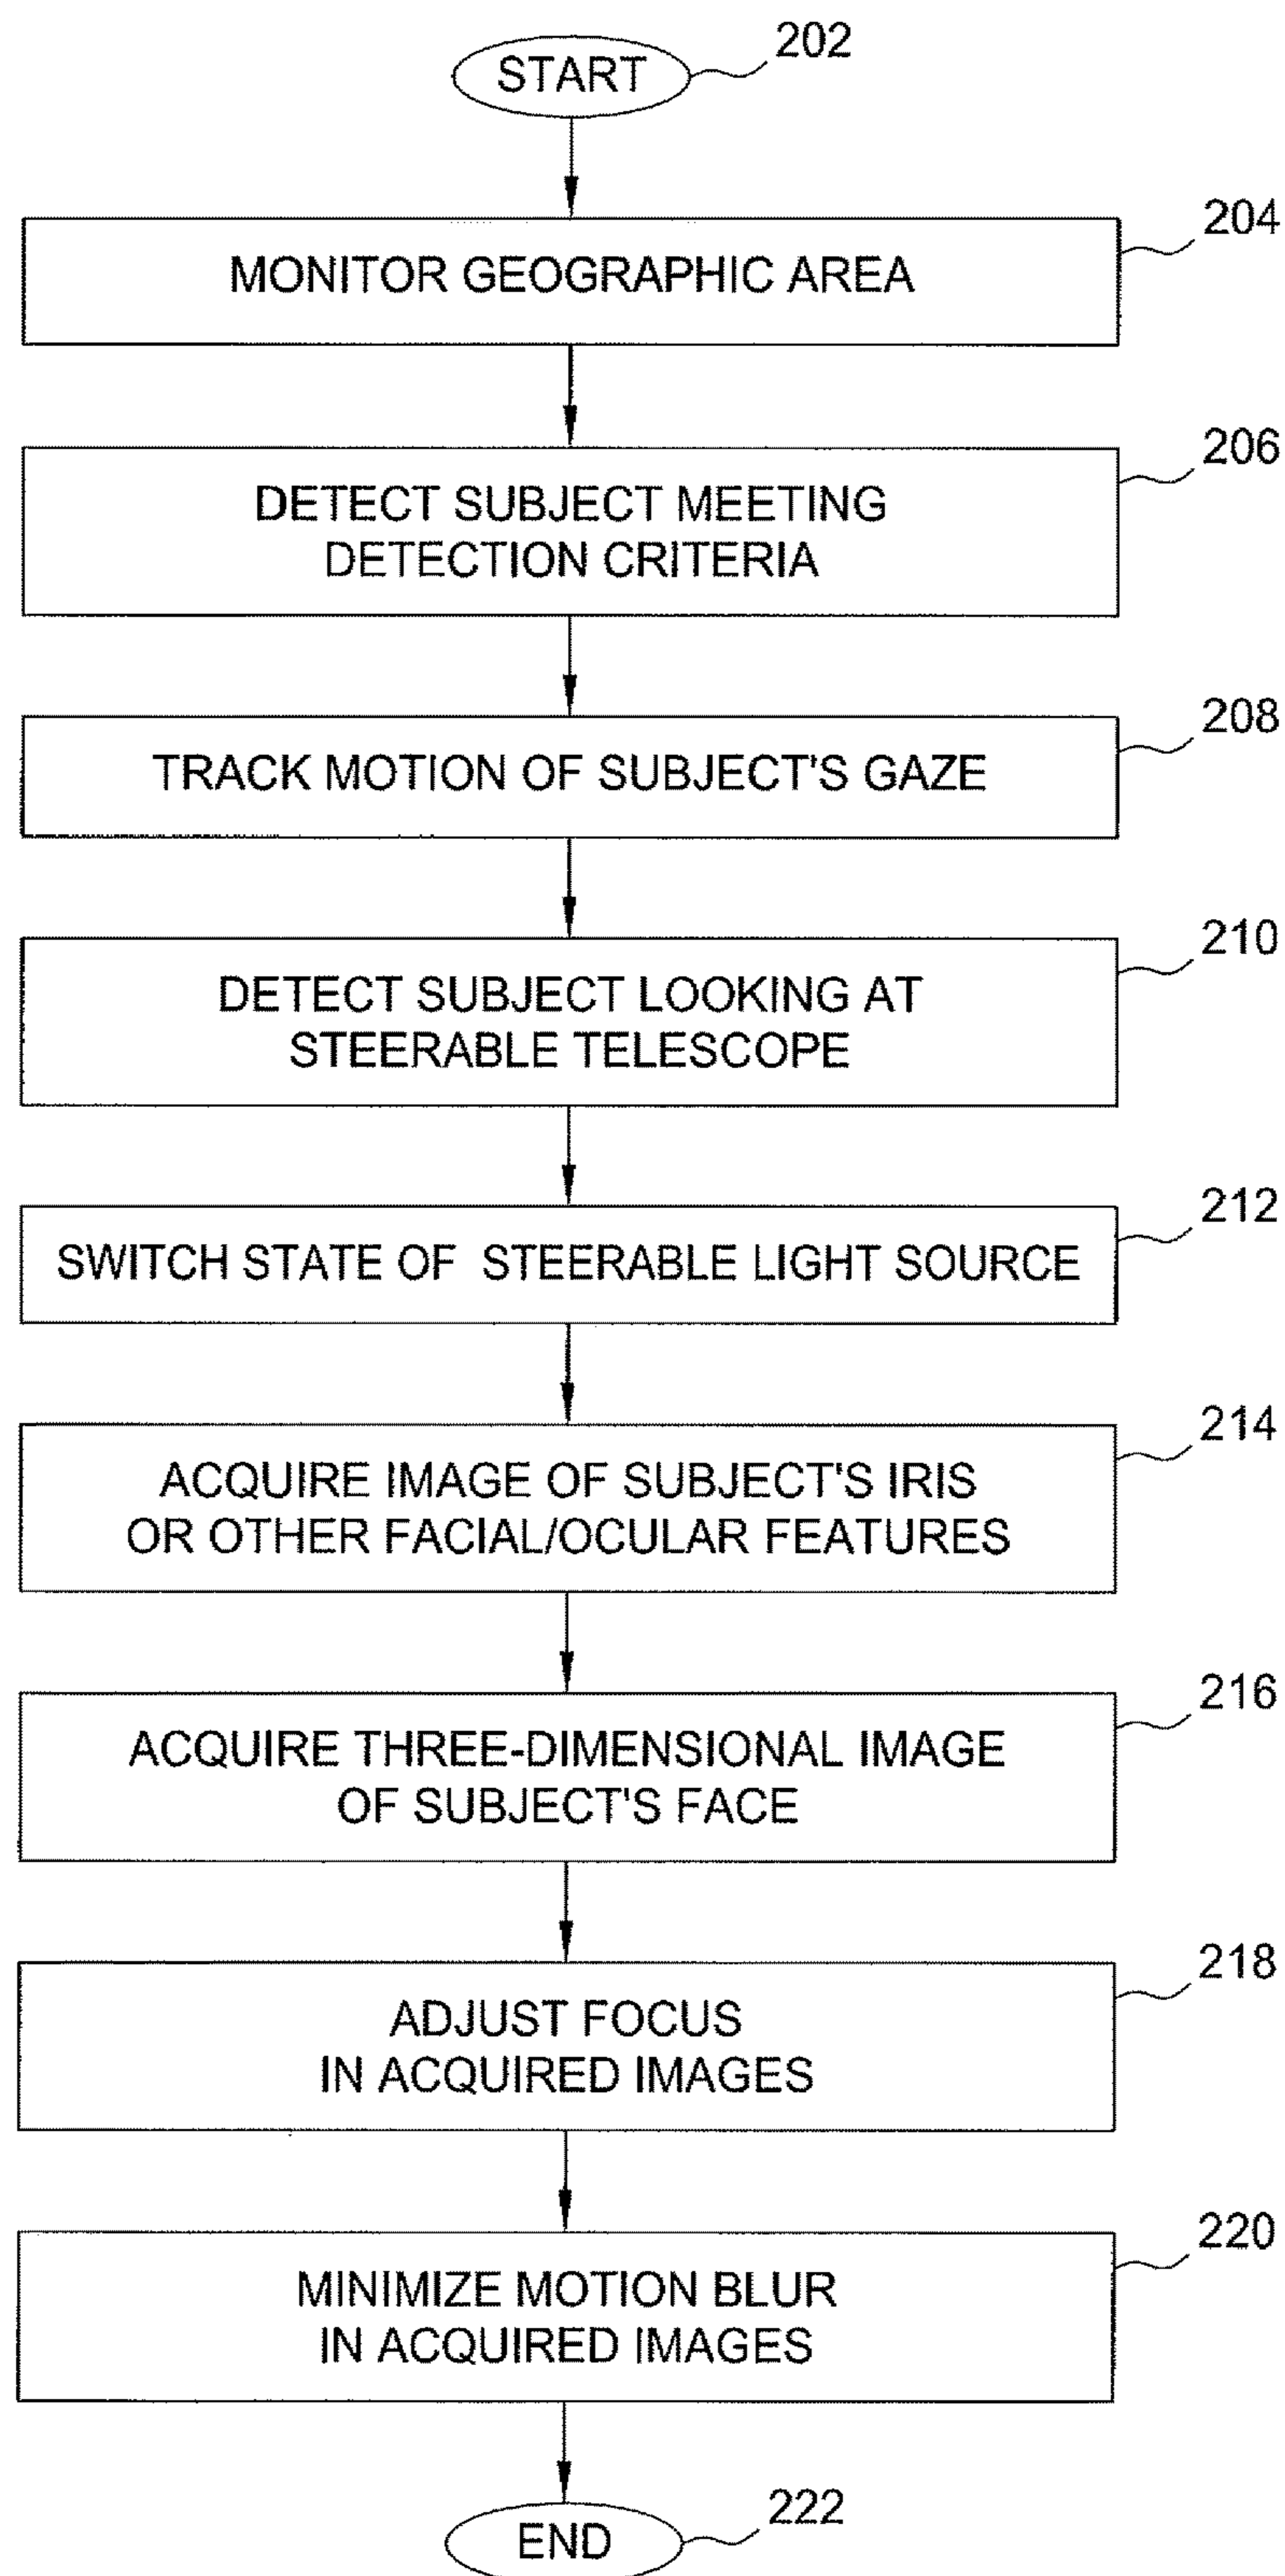 202
START
204
MONITOR GEOGRAPHIC AREA
206
DETECT SUBJECT MEETING
DETECTION CRITERIA
208
TRACK MOTION OF SUBJECT'S GAZE
210
DETECT SUBJECT LOOKING AT
STEERABLE TELESCOPE
212
SWITCH STATE OF STEERABLE LIGHT SOURCE
214
ACQUIRE IMAGE OF SUBJECT'S IRIS
OR OTHER FACIAL/OCULAR FEATURES
216
ACQUIRE THREE-DIMENSIONAL IMAGE
OF SUBJECT'S FACE
218
ADJUST FOCUS
IN ACQUIRED IMAGES
220
MINIMIZE MOTION BLUR
IN ACQUIRED IMAGES
222
END